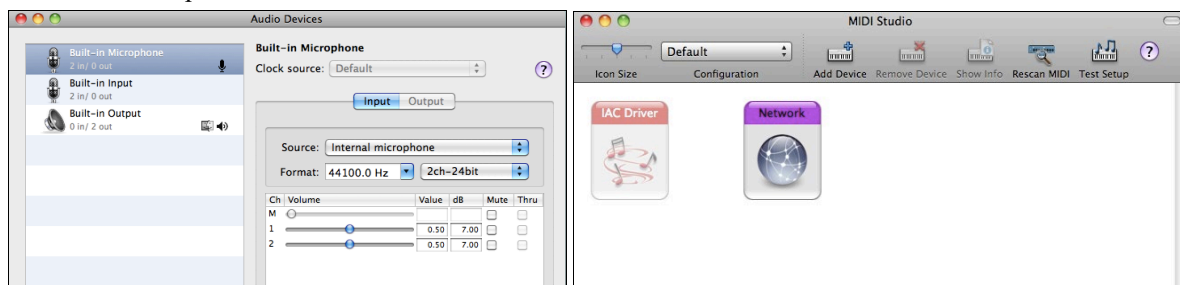 Audio Devices
Built-in Microphone
2 in/ 0 out
Built-in Input
2 in/ 0 out
Built-in Output
0 in/ 2 out
Built-in Microphone
Clock source: Default
?
Input Output
Source: Internal microphone
Format: 44100.0 Hz 2ch-24bit
Ch Volume Value dB Mute Thru
M
1 0.50 7.00
2 0.50 7.00
MIDI Studio
Default
?
Icon Size Configuration Add Device Remove Device Show Info Rescan MIDI Test Setup
IAC Driver Network